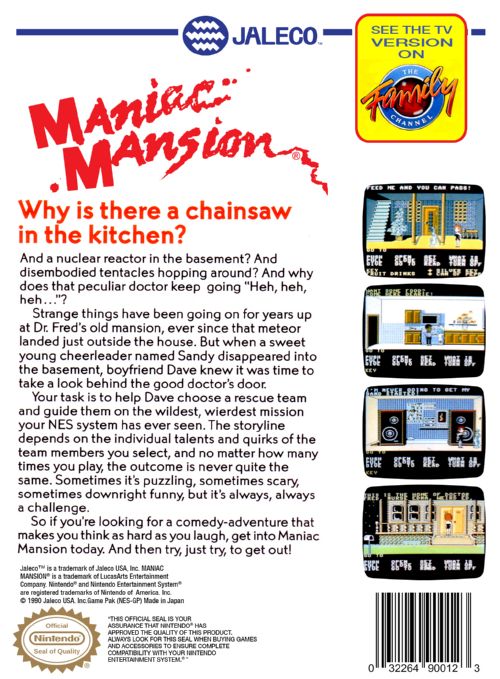 JALECO™
SEE THE TV
VERSION
ON
THE
Family
CHANNEL
MANIAC
MANSION®
Why is there a chainsaw
in the kitchen?
And a nuclear reactor in the basement? And
disembodied tentacles hopping around? And why
does that peculiar doctor keep going "Heh, heh,
heh..."?
Strange things have been going on for years up
at Dr. Fred's old mansion, ever since that meteor
landed just outside the house. But when a sweet
young cheerleader named Sandy disappeared into
the basement, boyfriend Dave knew it was time to
take a look behind the good doctor's door.
Your task is to help Dave choose a rescue team
and guide them on the wildest, wierdest mission
your NES system has ever seen. The storyline
depends on the individual talents and quirks of the
team members you select, and no matter how many
times you play, the outcome is never quite the
same. Sometimes it's puzzling, sometimes scary,
sometimes downright funny, but it's always, always
a challenge.
So if you're looking for a comedy-adventure that
makes you think as hard as you laugh, get into Maniac
Mansion today. And then try, just try, to get out!
FEED ME AND YOU CAN PASS!
I'M NEVER GOING TO GET MY
Jaleco™ is a trademark of Jaleco USA, Inc. MANIAC
MANSION® is a trademark of LucasArts Entertainment
Company. Nintendo® and Nintendo Entertainment System®
are registered trademarks of Nintendo of America. Inc.
© 1990 Jaleco USA. Inc.Game Pak (NES-GP) Made in Japan
Official
Nintendo®
Seal of Quality
"THIS OFFICIAL SEAL IS YOUR
ASSURANCE THAT NINTENDO® HAS
APPROVED THE QUALITY OF THIS PRODUCT.
ALWAYS LOOK FOR THIS SEAL WHEN BUYING GAMES
AND ACCESSORIES TO ENSURE COMPLETE
COMPATIBILITY WITH YOUR NINTENDO
ENTERTAINMENT SYSTEM.®"
0 32264 90012 3